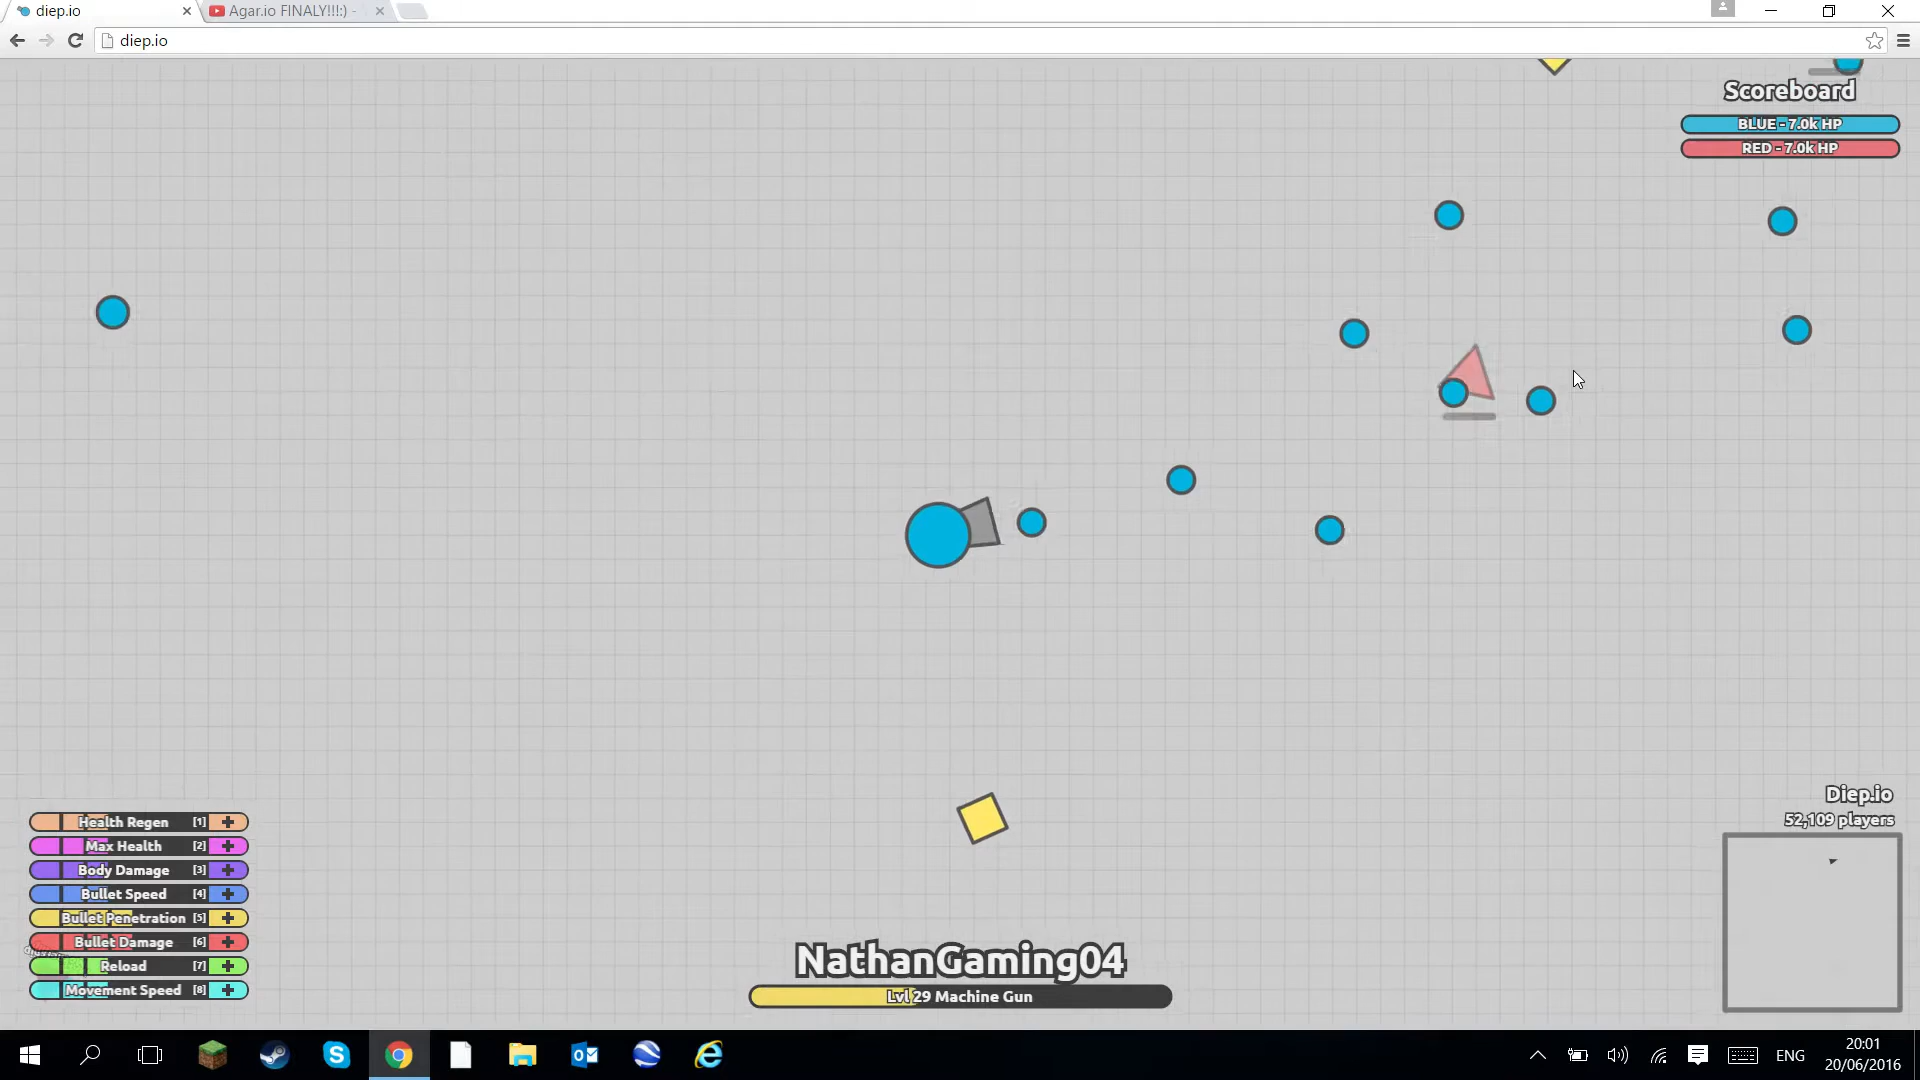 diep.io
Agar.io FINALY!!!:) -
diep.io
Scoreboard
BLUE - 7.0k HP
RED - 7.0k HP
Health Regen [1]
Max Health [2]
Body Damage [3]
Bullet Speed [4]
Bullet Penetration [5]
Bullet Damage [6]
Reload [7]
Movement Speed [8]
Diep.io
52,109 players
NathanGaming04
Lvl 29 Machine Gun
ENG
20:01
20/06/2016